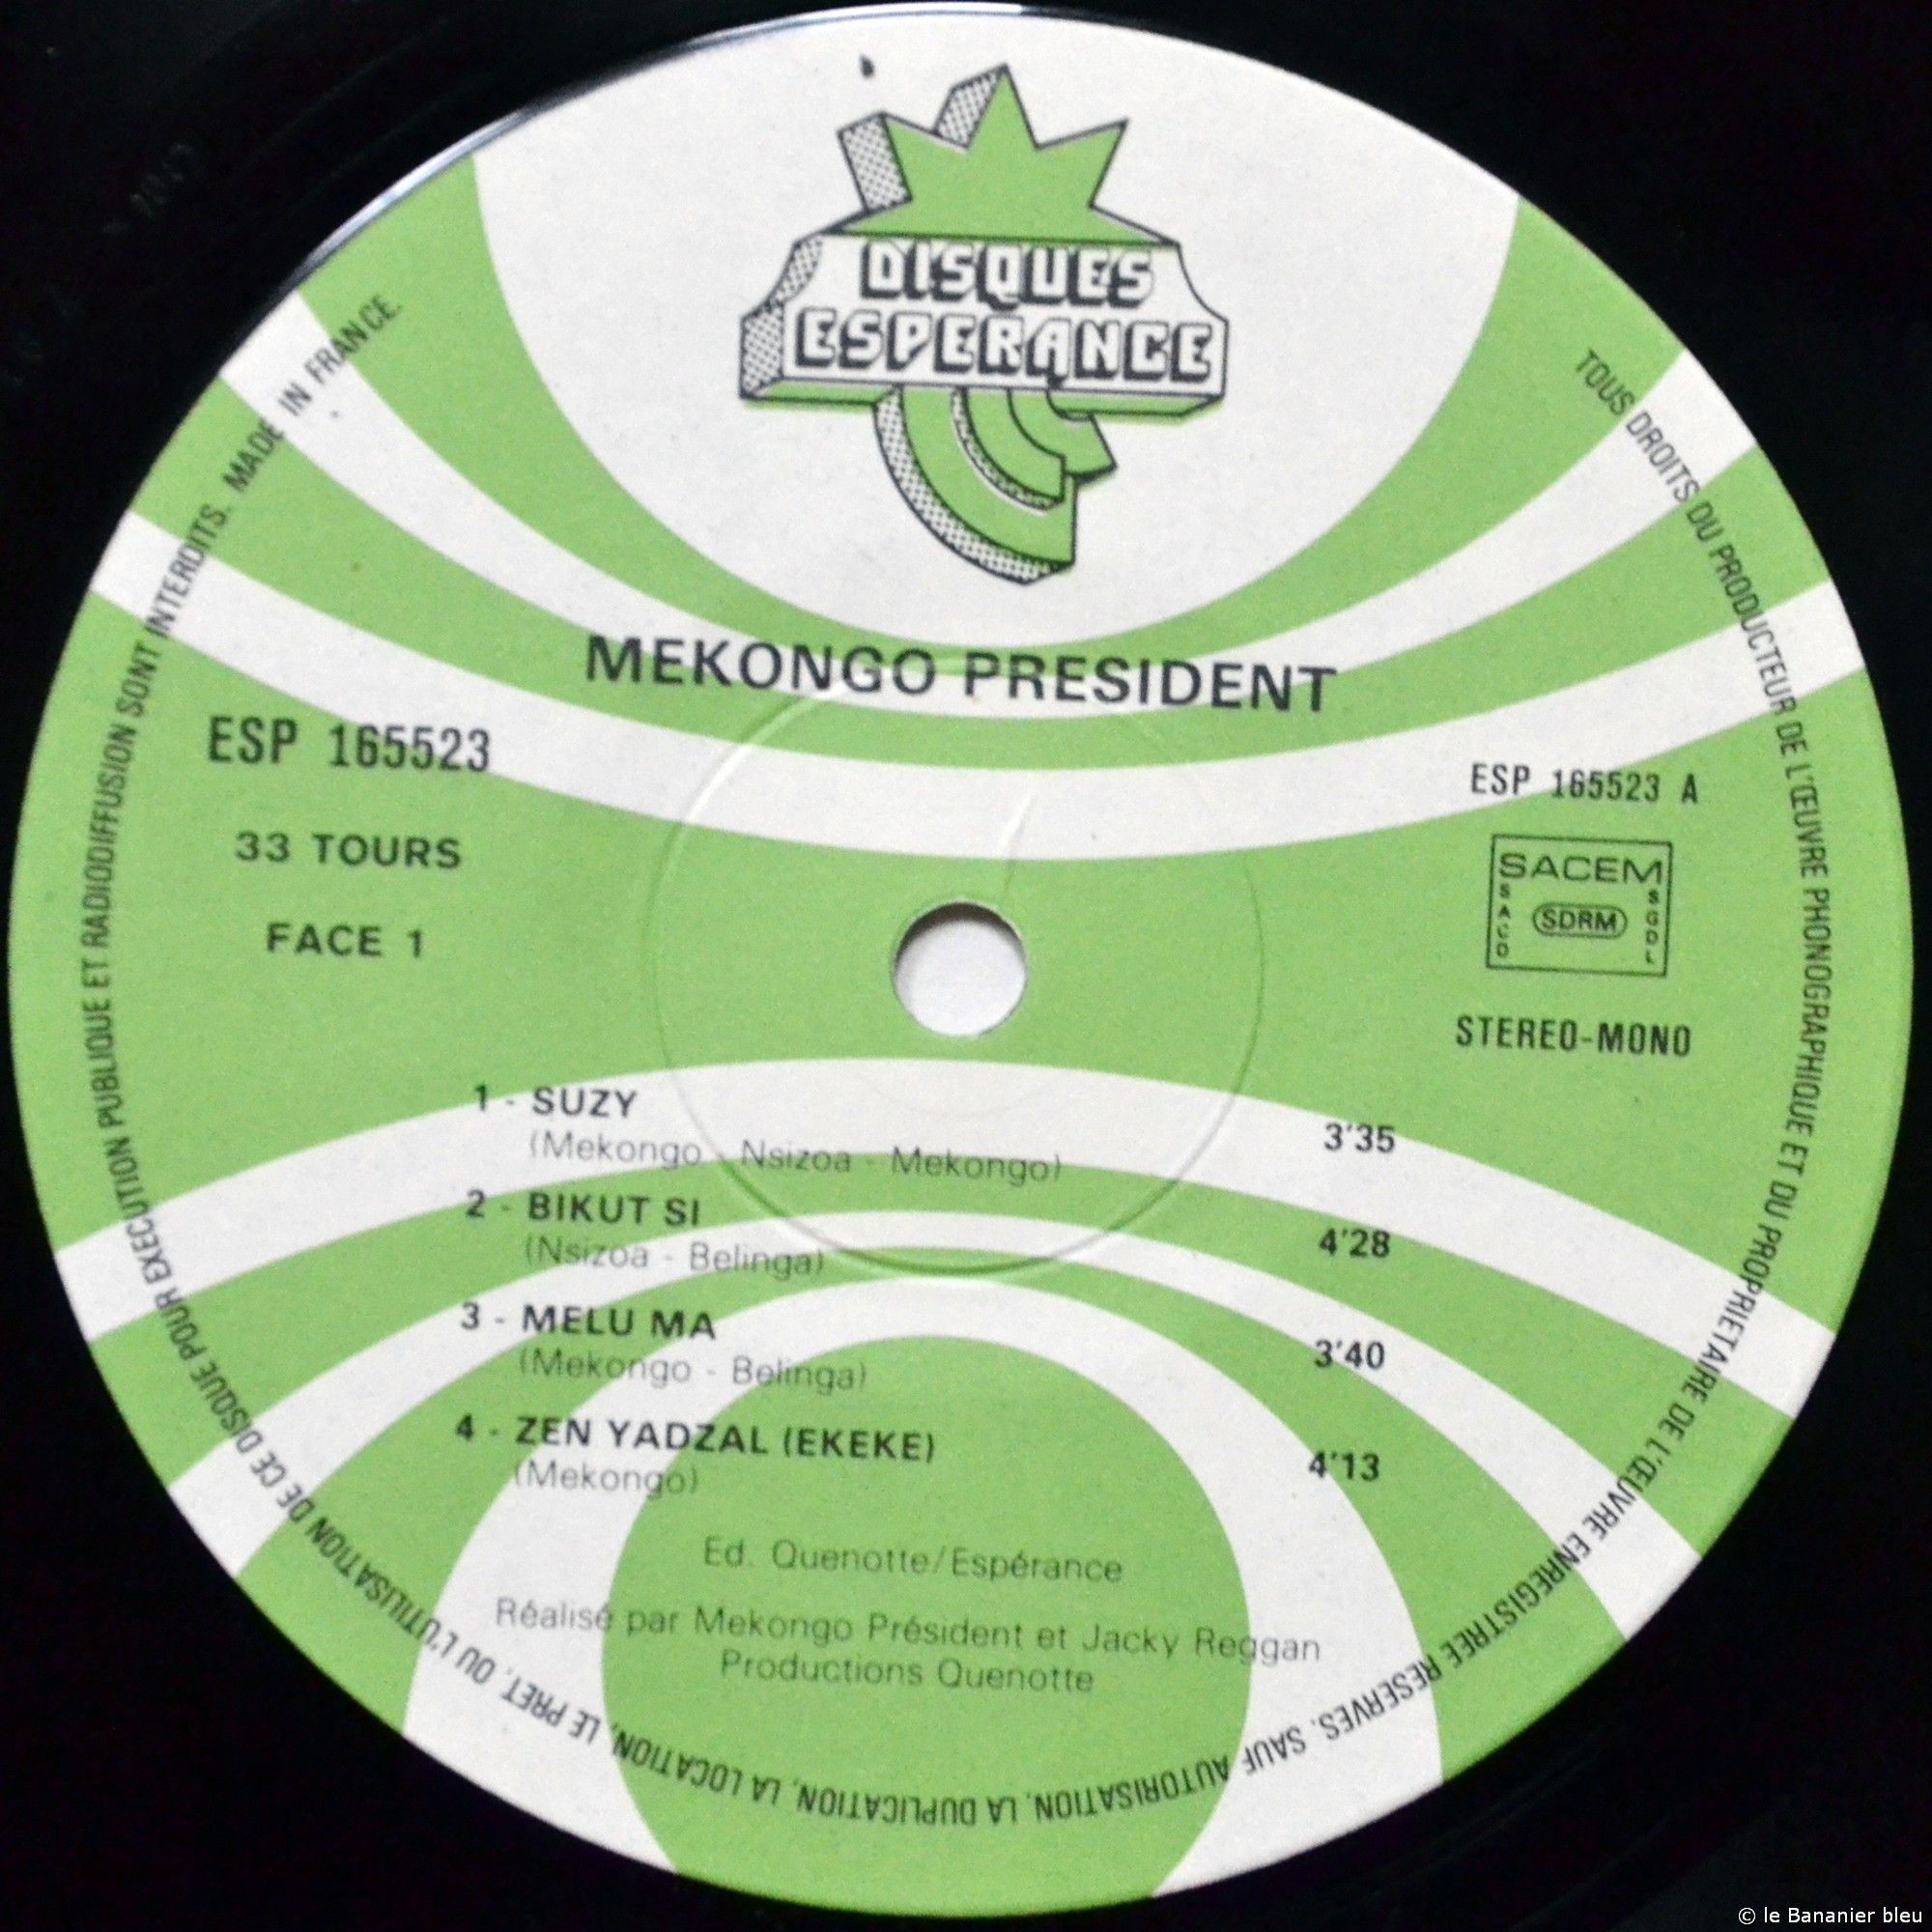 DISQUES
ESPERANCE
MEKONGO PRESIDENT
ESP 165523
33 TOURS
FACE 1
ESP 165523 A
SACEM
SACD
SDRM
SGDL
STEREO-MONO
1 - SUZY 3'35
(Mekongo - Nsizoa - Mekongo)
2 - BIKUT SI 4'28
(Nsizoa - Belinga)
3 - MELU MA 3'40
(Mekongo - Belinga)
4 - ZEN YADZAL (EKEKE) 4'13
(Mekongo)
Ed. Quenotte/Espérance
Réalisé par Mekongo Président et Jacky Reggan
Productions Quenotte
TOUS DROITS DU PRODUCTEUR DE L'ŒUVRE PHONOGRAPHIQUE ET DU PROPRIETAIRE DE L'ŒUVRE ENREGISTREE RESERVES. SAUF AUTORISATION, LA DUPLICATION, LA LOCATION, LE PRET, OU L'UTILISATION DE CE DISQUE POUR EXECUTION PUBLIQUE ET RADIODIFFUSION SONT INTERDITS. MADE IN FRANCE.
© le Bananier bleu